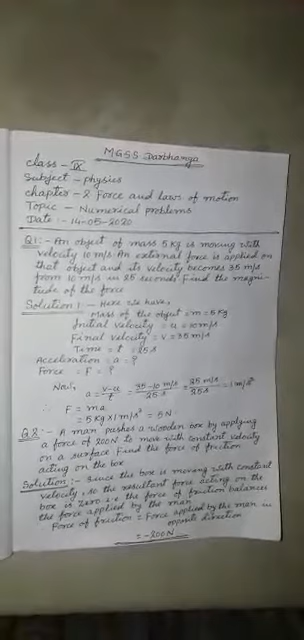 MGSS Darbhanga
class - IX
Subject - physics
chapter - 2 Force and laws of motion
Topic - Numerical problems
Date :- 14-05-2020
Q1:- An object of mass 5 Kg is moving with
velocity 10 m/s An external force is applied on
that object and its velocity becomes 35 m/s
from 10 m/s in 25 seconds Find the magni-
tude of the force
Solution 1:- Here we have,
Mass of the object = m = 5 Kg
Initial velocity = u = 10 m/s
Final velocity = v = 35 m/s
Time = t = 25 s
Acceleration = a = ?
Force = F = ?
Now, a = v-u/t = 35-10 m/s/25 s = 25 m/s/25 s = 1 m/s²
∴ F = ma
= 5 Kg x 1 m/s² = 5N
Q2:- A man pushes a wooden box by applying
a force of 200N to move with constant velocity
on a surface Find the force of friction
acting on the box
Solution:- Since the box is moving with constant
velocity, so the resultant force acting on the
box is zero i.e the force of friction balances
the force applied by the man
Force of friction = Force applied by the man in
opposite direction
= -200N